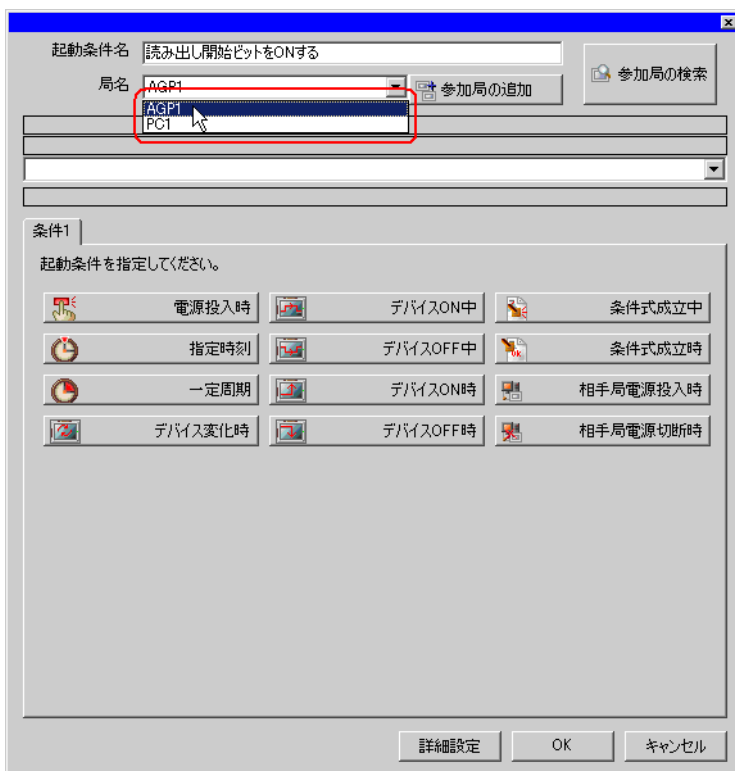 起動条件名 読み出し開始ビットをONする
局名 AGP1 参加局の追加 参加局の検索
AGP1
PC1
条件1
起動条件を指定してください。
電源投入時 デバイスON中 条件式成立中
指定時刻 デバイスOFF中 条件式成立時
一定周期 デバイスON時 相手局電源投入時
デバイス変化時 デバイスOFF時 相手局電源切断時
詳細設定 OK キャンセル